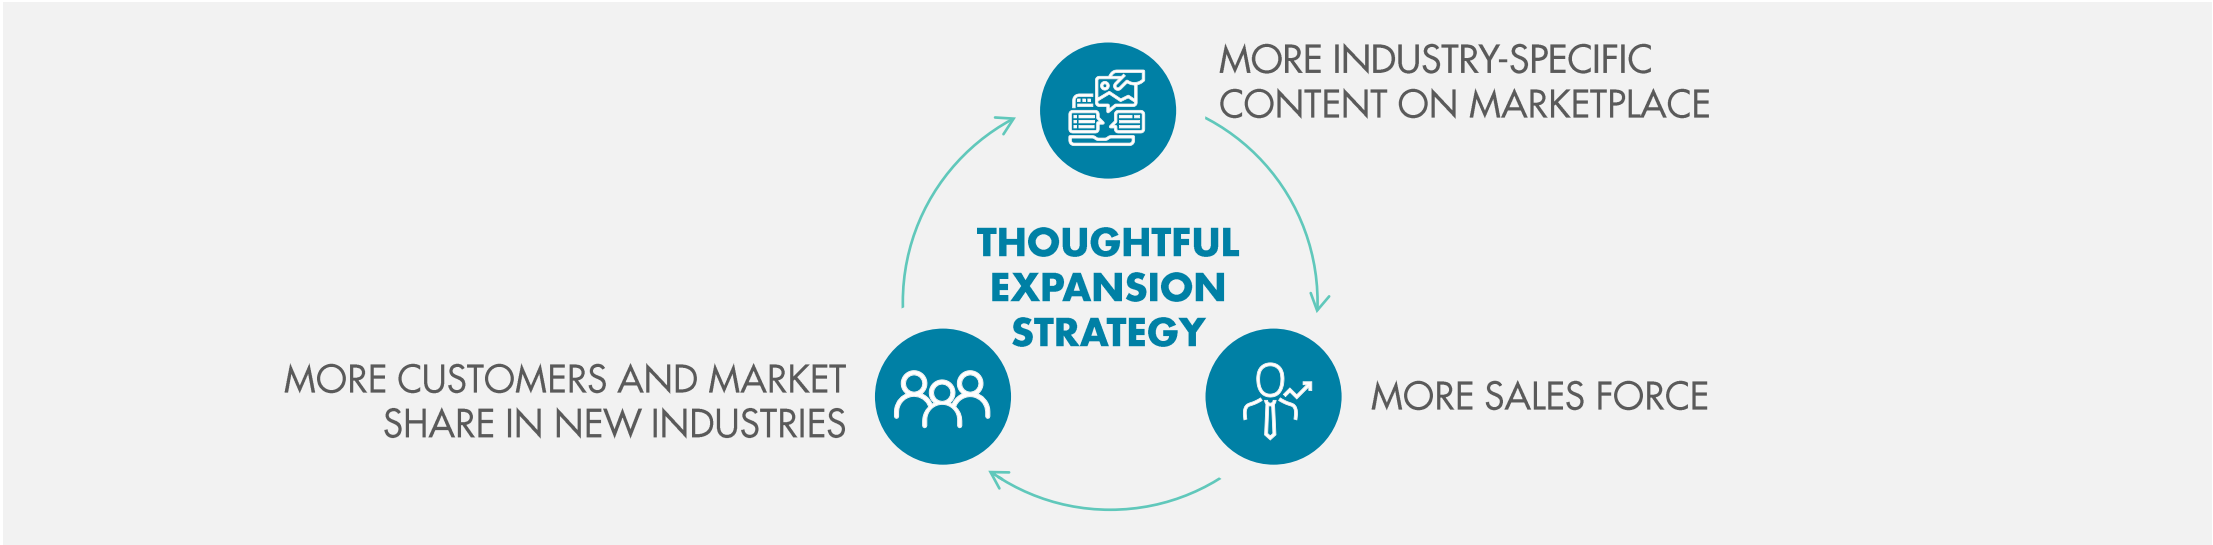 MORE INDUSTRY-SPECIFIC
CONTENT ON MARKETPLACE
THOUGHTFUL
EXPANSION
STRATEGY
MORE CUSTOMERS AND MARKET
SHARE IN NEW INDUSTRIES
MORE SALES FORCE